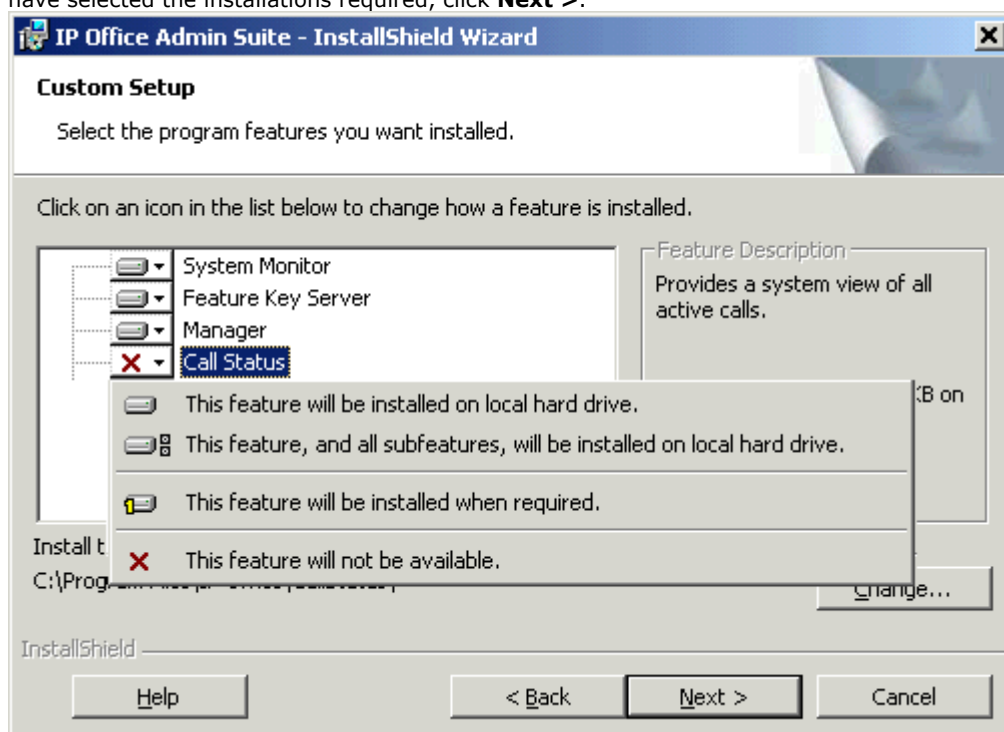 have selected the installations required, click Next >.
IP Office Admin Suite - InstallShield Wizard
Custom Setup
Select the program features you want installed.
Click on an icon in the list below to change how a feature is installed.
System Monitor
Feature Key Server
Manager
Call Status
Feature Description
Provides a system view of all
active calls.
KB on
This feature will be installed on local hard drive.
This feature, and all subfeatures, will be installed on local hard drive.
This feature will be installed when required.
This feature will not be available.
Install t
C:\Prog
Change...
InstallShield
Help
< Back
Next >
Cancel